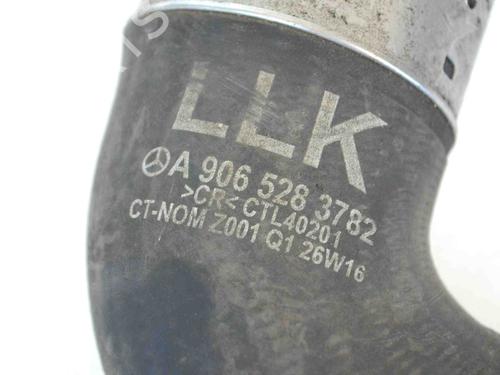 LLK
A 906 528 3782
>CR< CTL40201
CT-NOM Z001 Q1 26W16